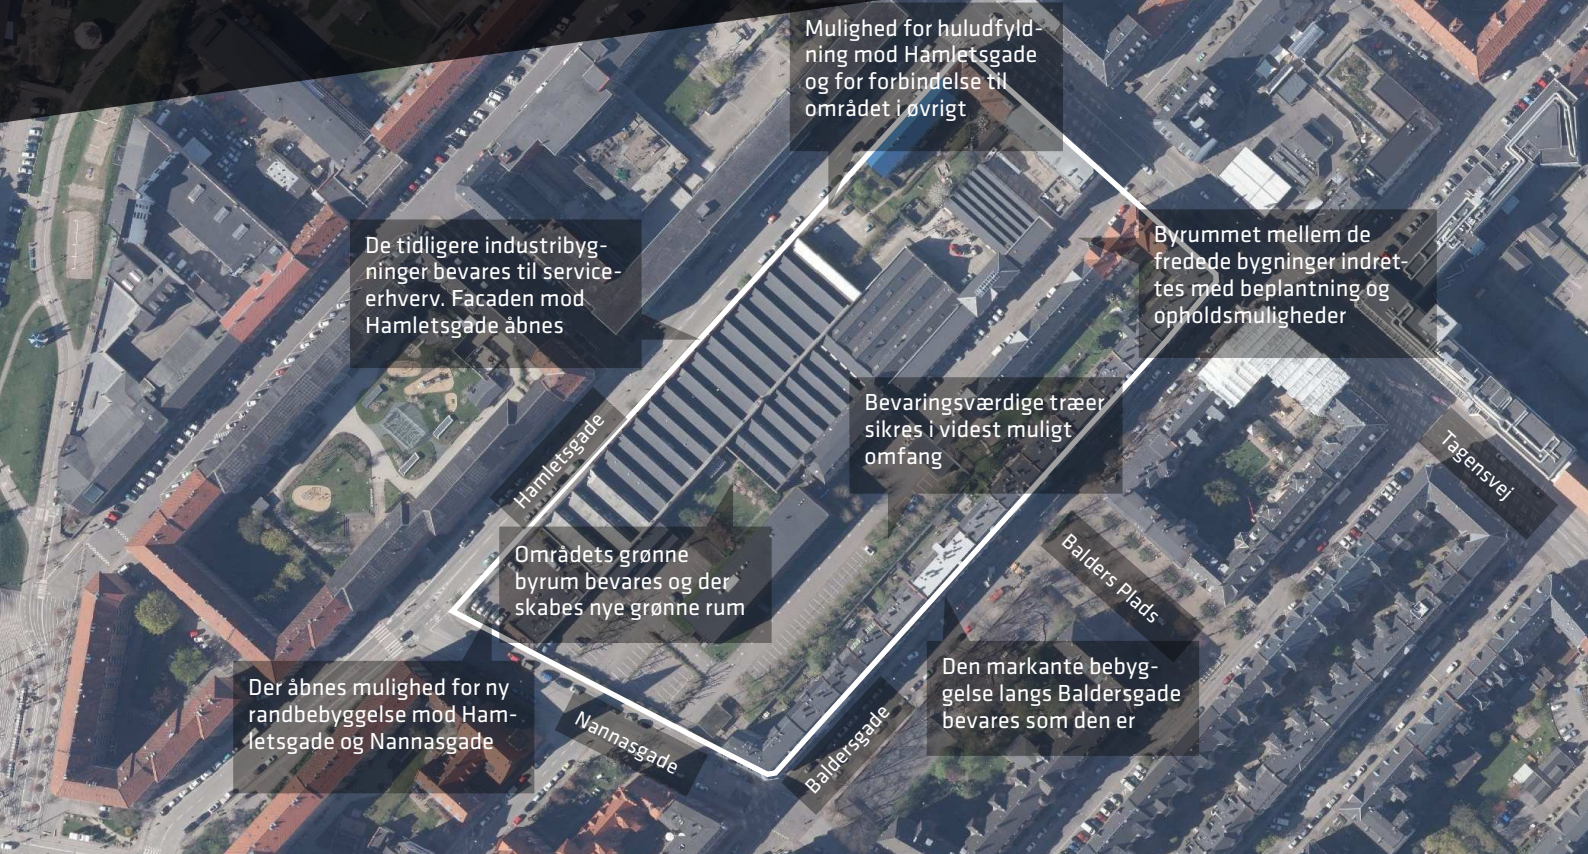 Mulighed for huludfyld-
ning mod Hamletsgade
og for forbindelse til
området i øvrigt
De tidligere industribyg-
ninger bevares til service-
erhverv. Facaden mod
Hamletsgade åbnes
Byrummet mellem de
fredede bygninger indret-
tes med beplantning og
opholdsmuligheder
Bevaringsværdige træer
sikres i videst muligt
omfang
Hamletsgade
Tagensvej
Områdets grønne
byrum bevares og der
skabes nye grønne rum
Balders Plads
Der åbnes mulighed for ny
randbebyggelse mod Ham-
letsgade og Nannasgade
Den markante bebyg-
gelse langs Baldersgade
bevares som den er
Nannasgade
Baldersgade